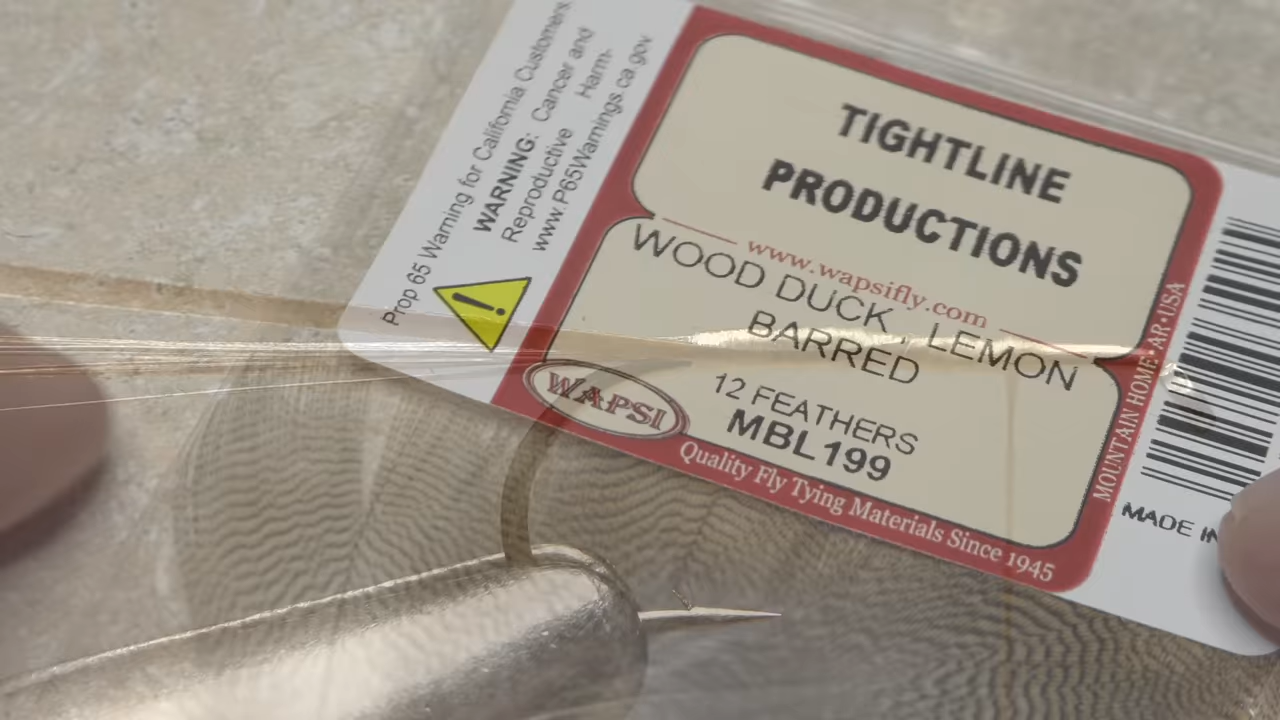 Prop 65 Warning for California Customers.
WARNING: Cancer and
Reproductive Harm-
www.P65Warnings.ca.gov
TIGHTLINE
PRODUCTIONS
www.wapsifly.com
WOOD DUCK, LEMON
BARRED
12 FEATHERS
MBL199
WAPSI
Quality Fly Tying Materials Since 1945
MOUNTAIN HOME•AR•USA
MADE IN